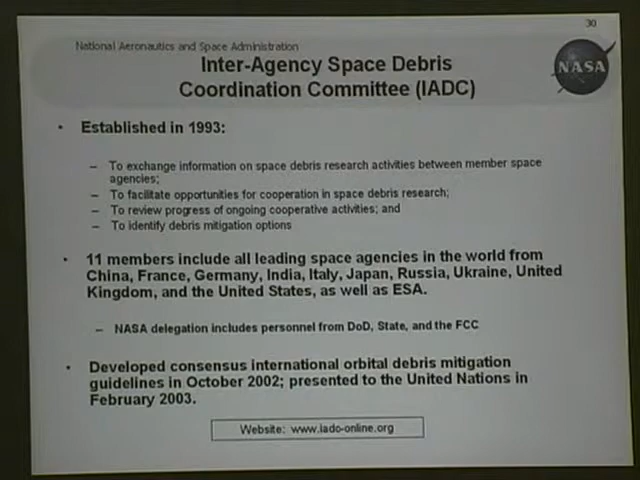 30
National Aeronautics and Space Administration
Inter-Agency Space Debris
Coordination Committee (IADC)
NASA
• Established in 1993:
– To exchange information on space debris research activities between member space
agencies;
– To facilitate opportunities for cooperation in space debris research;
– To review progress of ongoing cooperative activities; and
– To identify debris mitigation options
• 11 members include all leading space agencies in the world from
China, France, Germany, India, Italy, Japan, Russia, Ukraine, United
Kingdom, and the United States, as well as ESA.
– NASA delegation includes personnel from DoD, State, and the FCC
• Developed consensus international orbital debris mitigation
guidelines in October 2002; presented to the United Nations in
February 2003.
Website: www.iadc-online.org